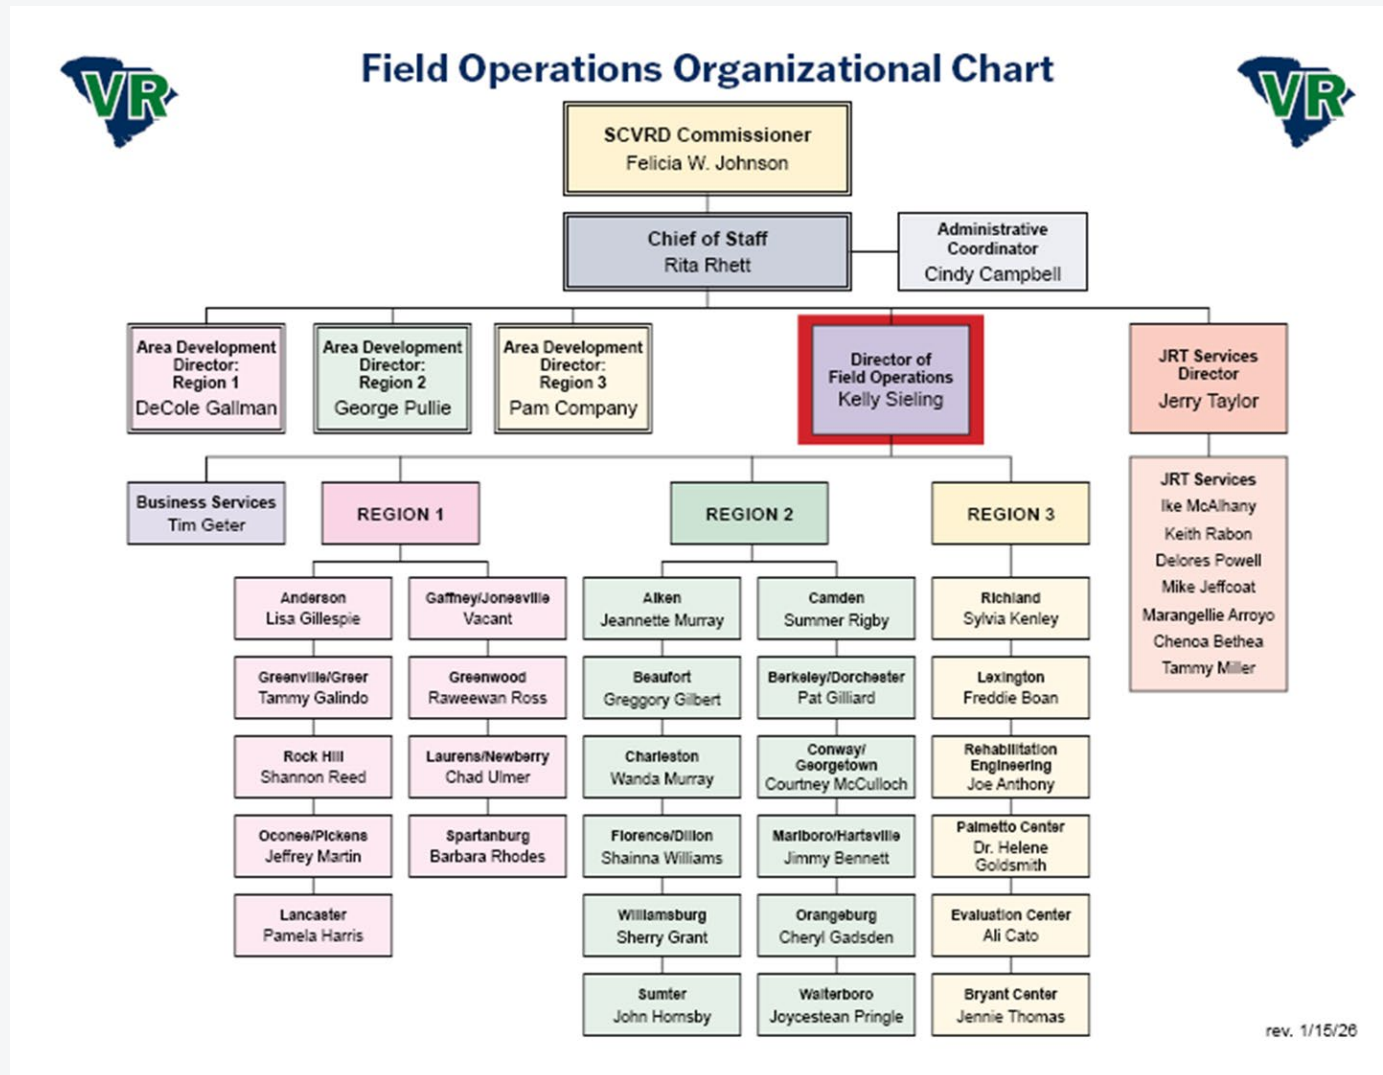 VR
Field Operations Organizational Chart
VR
SCVRD Commissioner
Felicia W. Johnson
Chief of Staff
Rita Rhett
Administrative
Coordinator
Cindy Campbell
Area Development
Director:
Region 1
DeCole Gallman
Area Development
Director:
Region 2
George Pullie
Area Development
Director:
Region 3
Pam Company
Director of
Field Operations
Kelly Sieling
JRT Services
Director
Jerry Taylor
Business Services
Tim Geter
REGION 1
REGION 2
REGION 3
JRT Services
Ike McAlhany
Keith Rabon
Delores Powell
Mike Jeffcoat
Marangellie Arroyo
Chenoa Bethea
Tammy Miller
Anderson
Lisa Gillespie
Greenville/Greer
Tammy Galindo
Rock Hill
Shannon Reed
Oconee/Pickens
Jeffrey Martin
Lancaster
Pamela Harris
Gaffney/Jonesville
Vacant
Greenwood
Raweewan Ross
Laurens/Newberry
Chad Ulmer
Spartanburg
Barbara Rhodes
Aiken
Jeannette Murray
Beaufort
Greggory Gilbert
Charleston
Wanda Murray
Florence/Dillon
Shainna Williams
Williamsburg
Sherry Grant
Sumter
John Hornsby
Camden
Summer Rigby
Berkeley/Dorchester
Pat Gilliard
Conway/
Georgetown
Courtney McCulloch
Marlboro/Hartsville
Jimmy Bennett
Orangeburg
Cheryl Gadsden
Walterboro
Joycestean Pringle
Richland
Sylvia Kenley
Lexington
Freddie Boan
Rehabilitation
Engineering
Joe Anthony
Palmetto Center
Dr. Helene
Goldsmith
Evaluation Center
Ali Cato
Bryant Center
Jennie Thomas
rev. 1/15/26